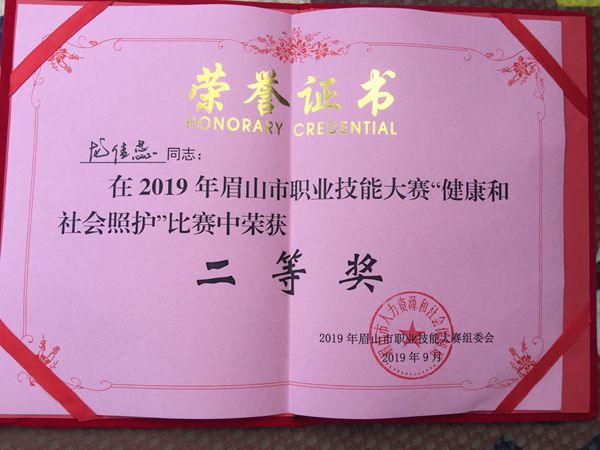 荣誉证书
HONORARY CREDENTIAL
同志：
在2019年眉山市职业技能大赛“健康和
社会照护”比赛中荣获
二等奖
2019年眉山市职业技能大赛组委会
2019年9月